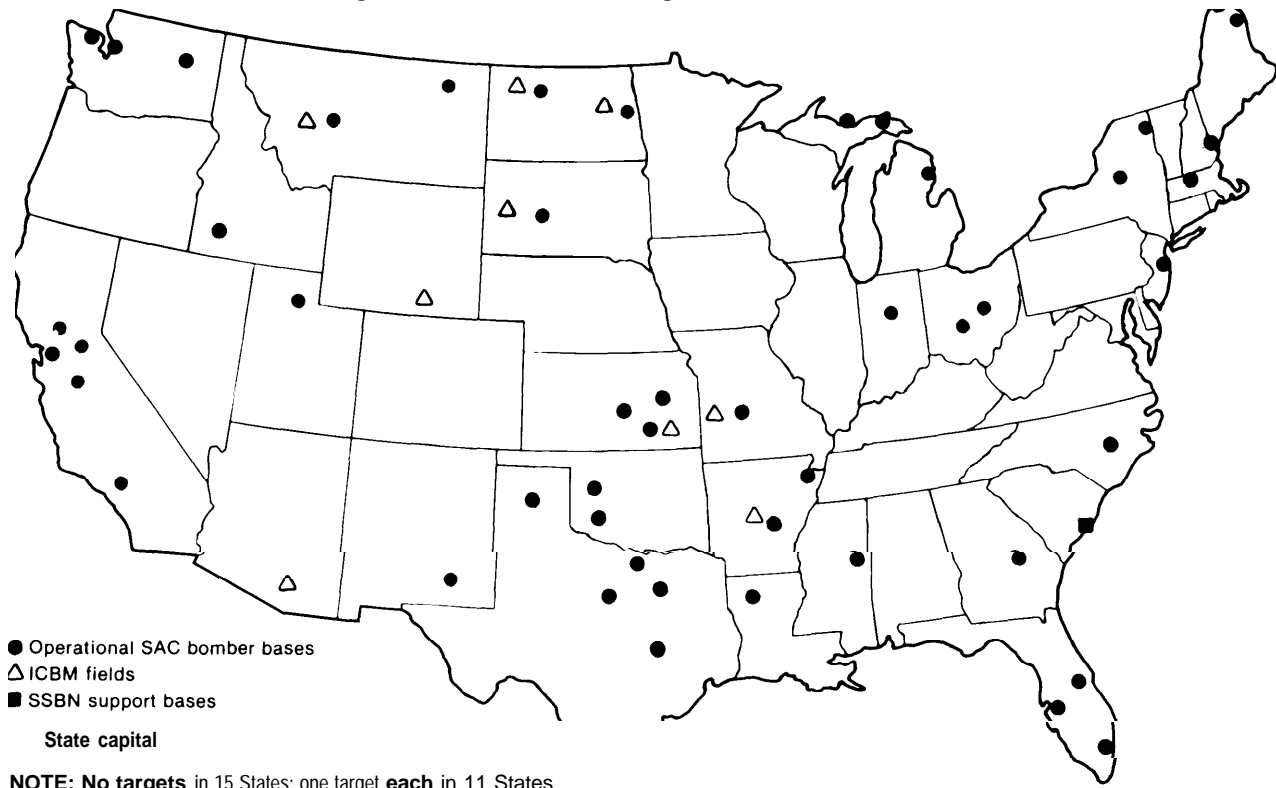 Operational SAC bomber bases
ICBM fields
SSBN support bases
State capital
NOTE: No targets in 15 States; one target each in 11 States